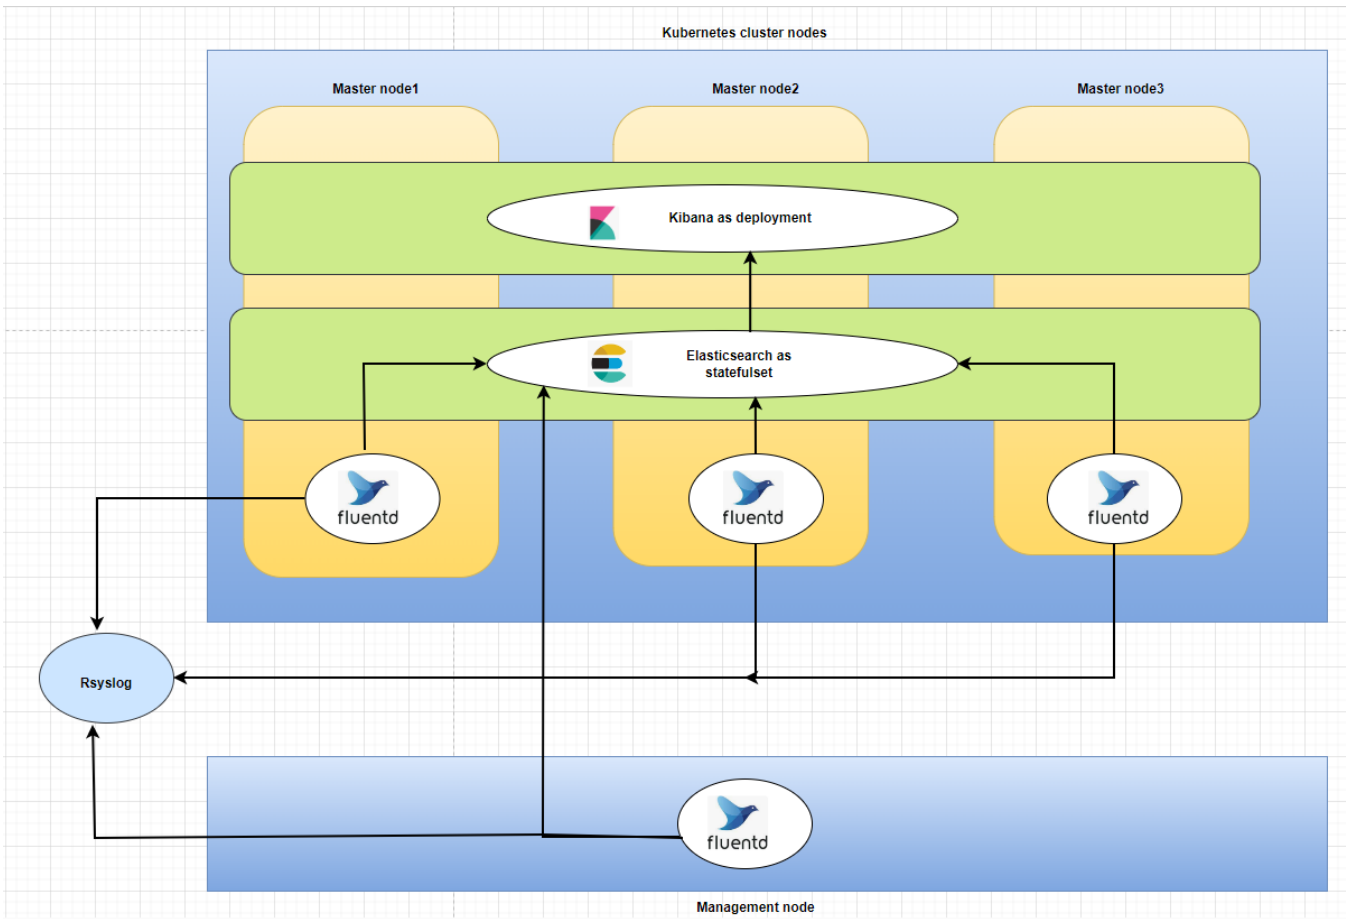 Kubernetes cluster nodes
Master node1
Master node2
Master node3
Kibana as deployment
Elasticsearch as
statefulset
fluentd
fluentd
fluentd
Rsyslog
fluentd
Management node